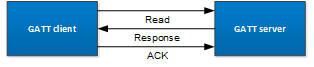 GATT client
GATT server
Read
Response
ACK